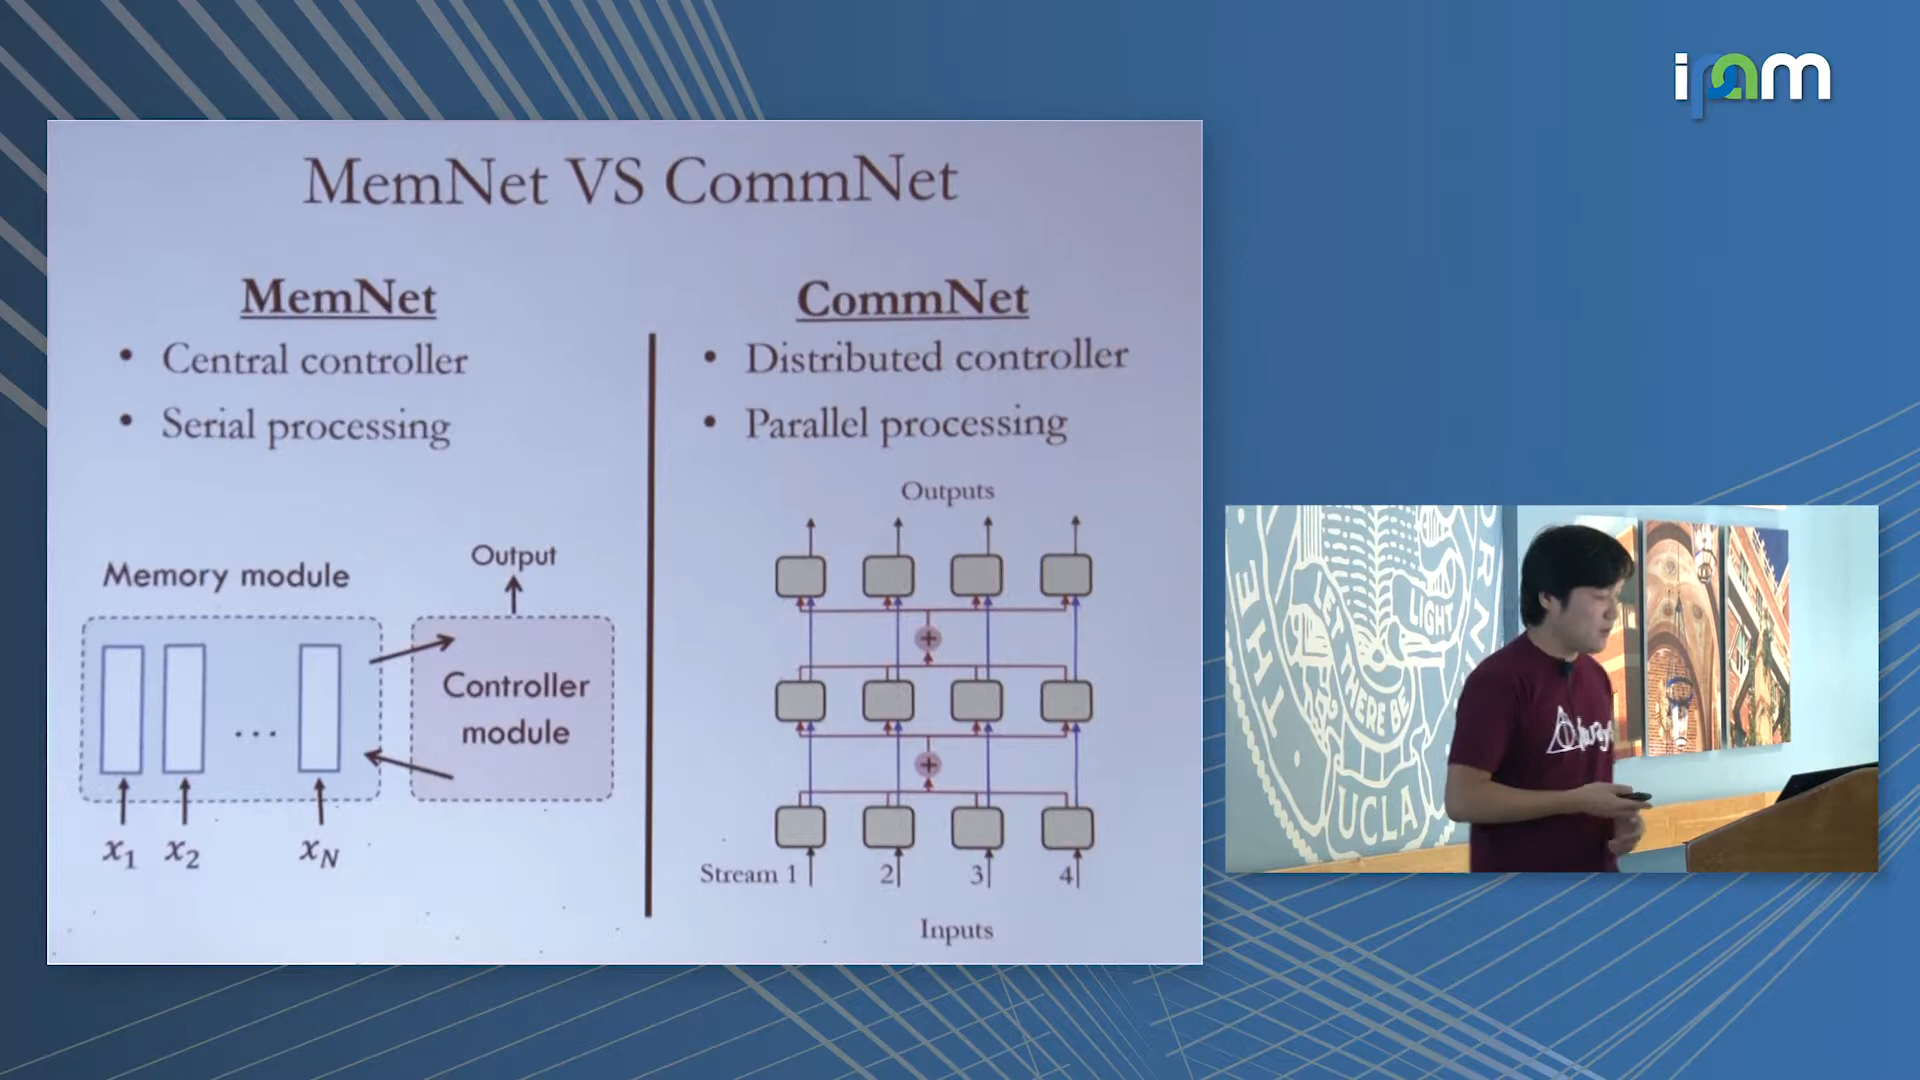 ipam
MemNet VS CommNet
MemNet
• Central controller
• Serial processing
Memory module
Output
Controller
module
...
x₁ x₂ x_N
CommNet
• Distributed controller
• Parallel processing
Outputs
+
+
Stream 1 2 3 4
Inputs
THE
LET THERE BE
LIGHT
UCLA